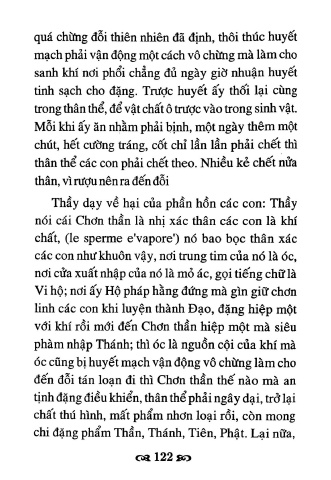 quá chừng đỗi thiên nhiên đã định, thôi thúc huyết
mạch phải vận động một cách vô chừng mà làm cho
sanh khí nơi phổi chẳng đủ ngày giờ nhuận huyết
tinh sạch cho đặng. Trược huyết ấy thối lại cùng
trong thân thể, để vật chất ô trược vào trong sinh vật.
Mỗi khi ấy ăn nhằm phải bịnh, một ngày thêm một
chút, hết cường tráng, cốt chỉ lần lần phải chết thì
thân thể các con phải chết theo. Nhiều kẻ chết nửa
thân, vì rượu nên ra đến đỗi
Thầy dạy về hại của phần hồn các con: Thầy
nói cái Chơn thần là nhị xác thân các con là khí
chất, (le sperme e'vapore') nó bao bọc thân xác
các con như khuôn vậy, nơi trung tim của nó là óc,
nơi cửa xuất nhập của nó là mỏ ác, gọi tiếng chữ là
Vi hộ; nơi ấy Hộ pháp hằng đứng mà gìn giữ chơn
linh các con khi luyện thành Đạo, đặng hiệp một
với khí rồi mới đến Chơn thần hiệp một mà siêu
phàm nhập Thánh; thì óc là nguồn cội của khí mà
óc cũng bị huyết mạch vận động vô chừng làm cho
đến đỗi tán loạn đi thì Chơn thần thế nào mà an
tịnh đặng điều khiển, thân thể phải ngây dại, trở lại
chất thú hình, mất phẩm nhơn loại rồi, còn mong
chi đặng phẩm Thần, Thánh, Tiên, Phật. Lại nữa,
122